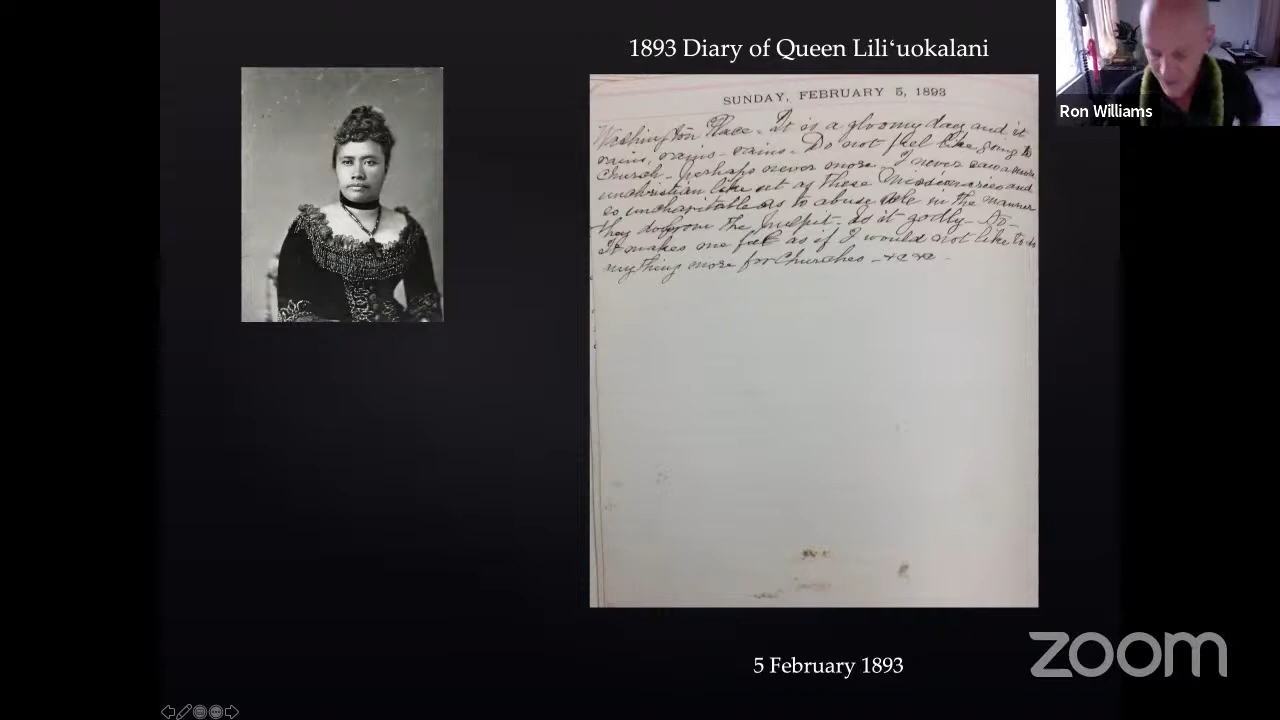 1893 Diary of Queen Liliʻuokalani
SUNDAY, FEBRUARY 5, 1893
Washington Place. It is a gloomy day and it
rains, rains - rains. Do not feel like going to
Church - perhaps never more. I never saw a more
unchristian like set as these Missionaries and
so uncharitable as to abuse me in the manner
they do from the pulpit. Is it godly - No -
It makes me feel as if I would not like to do
anything more for Churches -
5 February 1893
Ron Williams
zoom